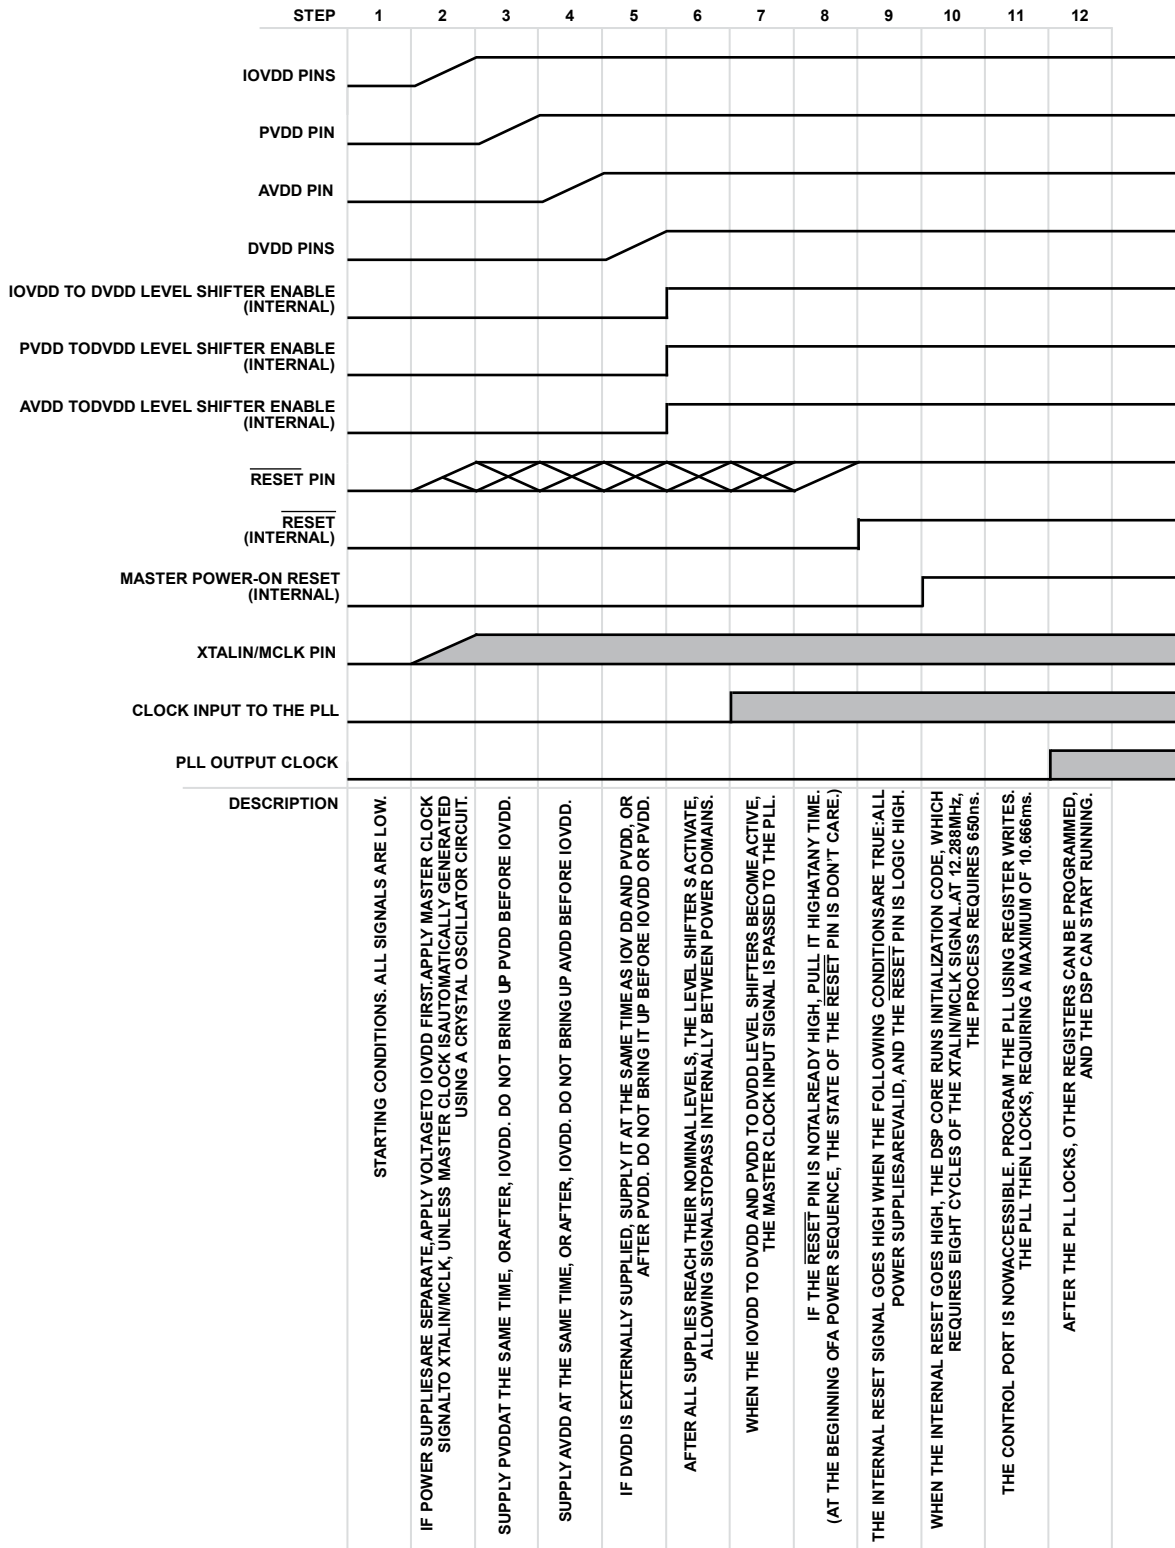 STEP 1 2 3 4 5 6 7 8 9 10 11 12
IOVDD PINS
PVDD PIN
AVDD PIN
DVDD PINS
IOVDD TO DVDD LEVEL SHIFTER ENABLE
(INTERNAL)
PVDD TODVDD LEVEL SHIFTER ENABLE
(INTERNAL)
AVDD TODVDD LEVEL SHIFTER ENABLE
(INTERNAL)
RESET PIN
RESET
(INTERNAL)
MASTER POWER-ON RESET
(INTERNAL)
XTALIN/MCLK PIN
CLOCK INPUT TO THE PLL
PLL OUTPUT CLOCK
DESCRIPTION
STARTING CONDITIONS. ALL SIGNALS ARE LOW.
IF POWER SUPPLIESARE SEPARATE,APPLY VOLTAGETO IOVDD FIRST.APPLY MASTER CLOCK
SIGNALTO XTALIN/MCLK, UNLESS MASTER CLOCK ISAUTOMATICALLY GENERATED
USING A CRYSTAL OSCILLATOR CIRCUIT.
SUPPLY PVDDAT THE SAME TIME, ORAFTER, IOVDD. DO NOT BRING UP PVDD BEFORE IOVDD.
SUPPLY AVDD AT THE SAME TIME, OR AFTER, IOVDD. DO NOT BRING UP AVDD BEFORE IOVDD.
IF DVDD IS EXTERNALLY SUPPLIED, SUPPLY IT AT THE SAME TIME AS IOV DD AND PVDD, OR
AFTER PVDD. DO NOT BRING IT UP BEFORE IOVDD OR PVDD.
AFTER ALL SUPPLIES REACH THEIR NOMINAL LEVELS, THE LEVEL SHIFTER S ACTIVATE,
ALLOWING SIGNALSTOPASS INTERNALLY BETWEEN POWER DOMAINS.
WHEN THE IOVDD TO DVDD AND PVDD TO DVDD LEVEL SHIFTERS BECOME ACTIVE,
THE MASTER CLOCK INPUT SIGNAL IS PASSED TO THE PLL.
IF THE RESET PIN IS NOTALREADY HIGH, PULL IT HIGHATANY TIME.
(AT THE BEGINNING OFA POWER SEQUENCE, THE STATE OF THE RESET PIN IS DON'T CARE.)
THE INTERNAL RESET SIGNAL GOES HIGH WHEN THE FOLLOWING CONDITIONSARE TRUE:ALL
POWER SUPPLIESAREVALID, AND THE RESET PIN IS LOGIC HIGH.
WHEN THE INTERNAL RESET GOES HIGH, THE DSP CORE RUNS INITIALIZATION CODE, WHICH
REQUIRES EIGHT CYCLES OF THE XTALIN/MCLK SIGNAL.AT 12.288MHz,
THE PROCESS REQUIRES 650ns.
THE CONTROL PORT IS NOWACCESSIBLE. PROGRAM THE PLL USING REGISTER WRITES.
THE PLL THEN LOCKS, REQUIRING A MAXIMUM OF 10.666ms.
AFTER THE PLL LOCKS, OTHER REGISTERS CAN BE PROGRAMMED,
AND THE DSP CAN START RUNNING.